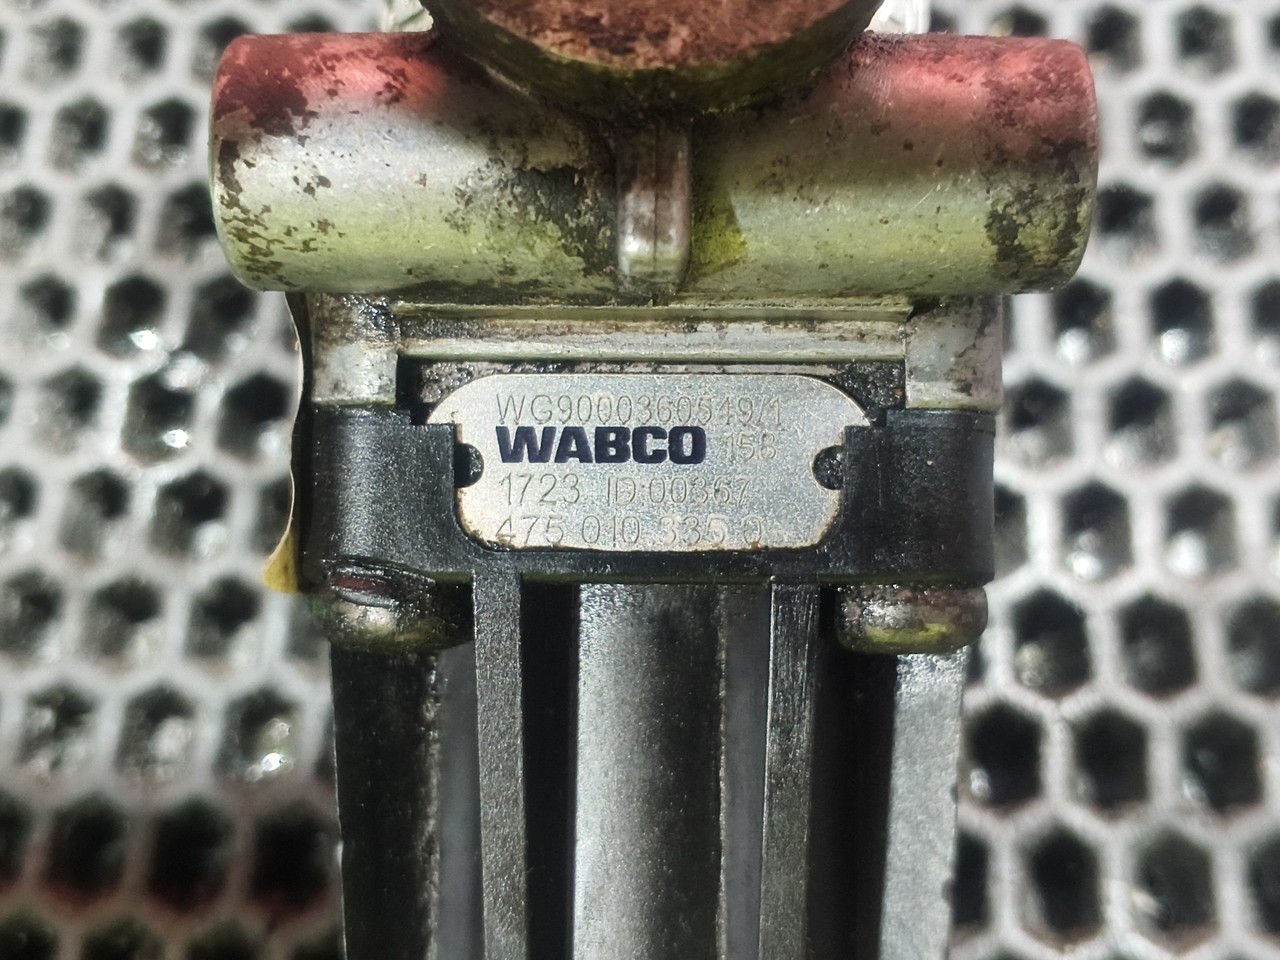 WG9000360549/1
WABCO 158
1723 ID:00367
475 010 335 0